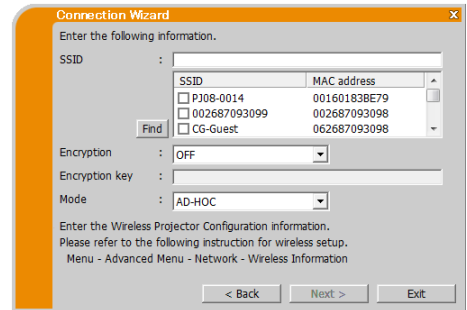 Connection Wizard x
Enter the following information.
SSID :
SSID MAC address
PJ08-0014 00160183BE79
002687093099 002687093098
CG-Guest 062687093098
Find
Encryption : OFF
Encryption key :
Mode : AD-HOC
Enter the Wireless Projector Configuration information.
Please refer to the following instruction for wireless setup.
Menu - Advanced Menu - Network - Wireless Information
< Back Next > Exit